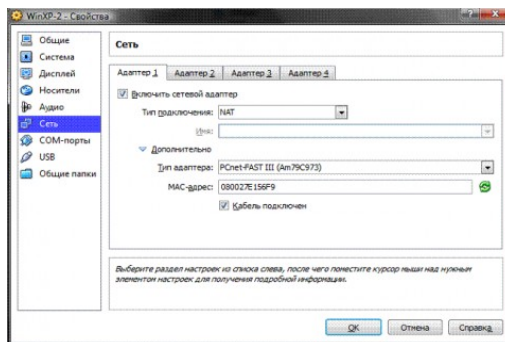 WinXP-2 - Свойства
Общие
Система
Дисплей
Носители
Аудио
Сеть
COM-порты
USB
Общие папки
Сеть
Адаптер 1 Адаптер 2 Адаптер 3 Адаптер 4
Включить сетевой адаптер
Тип подключения: NAT
Имя:
Дополнительно
Тип адаптера: PCnet-FAST III (Am79C973)
MAC-адрес: 080027E156F9
Кабель подключен
Выберите раздел настроек из списка слева, после чего поместите курсор мыши над нужным
элементом настроек для получения подробной информации.
OK Отмена Справка